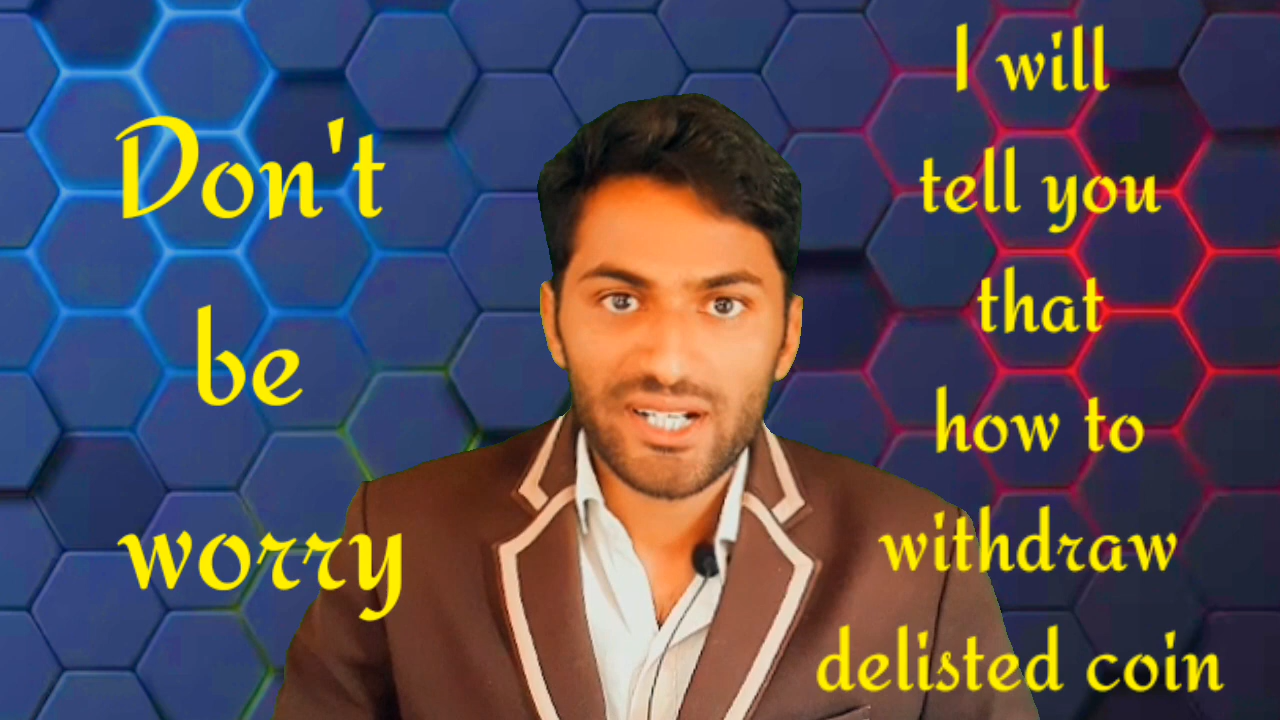 Don't
be
worry
I will
tell you
that
how to
withdraw
delisted coin